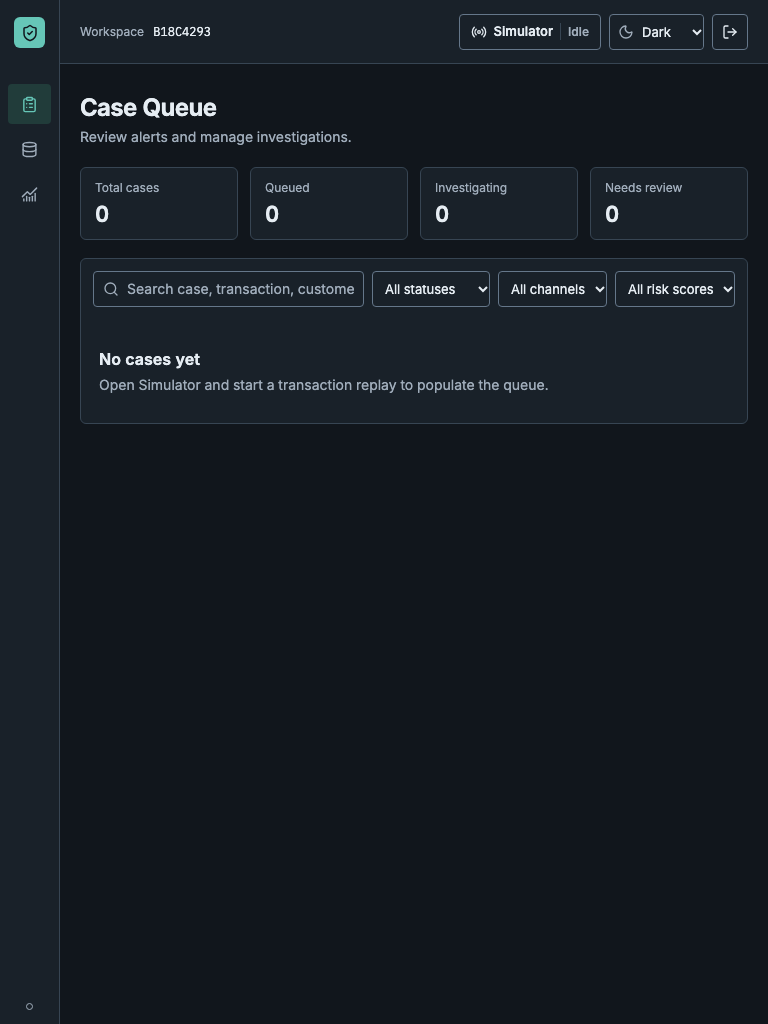 Workspace B18C4293
Simulator Idle
Dark
Case Queue
Review alerts and manage investigations.
Total cases
0
Queued
0
Investigating
0
Needs review
0
Search case, transaction, custome
All statuses
All channels
All risk scores
No cases yet
Open Simulator and start a transaction replay to populate the queue.